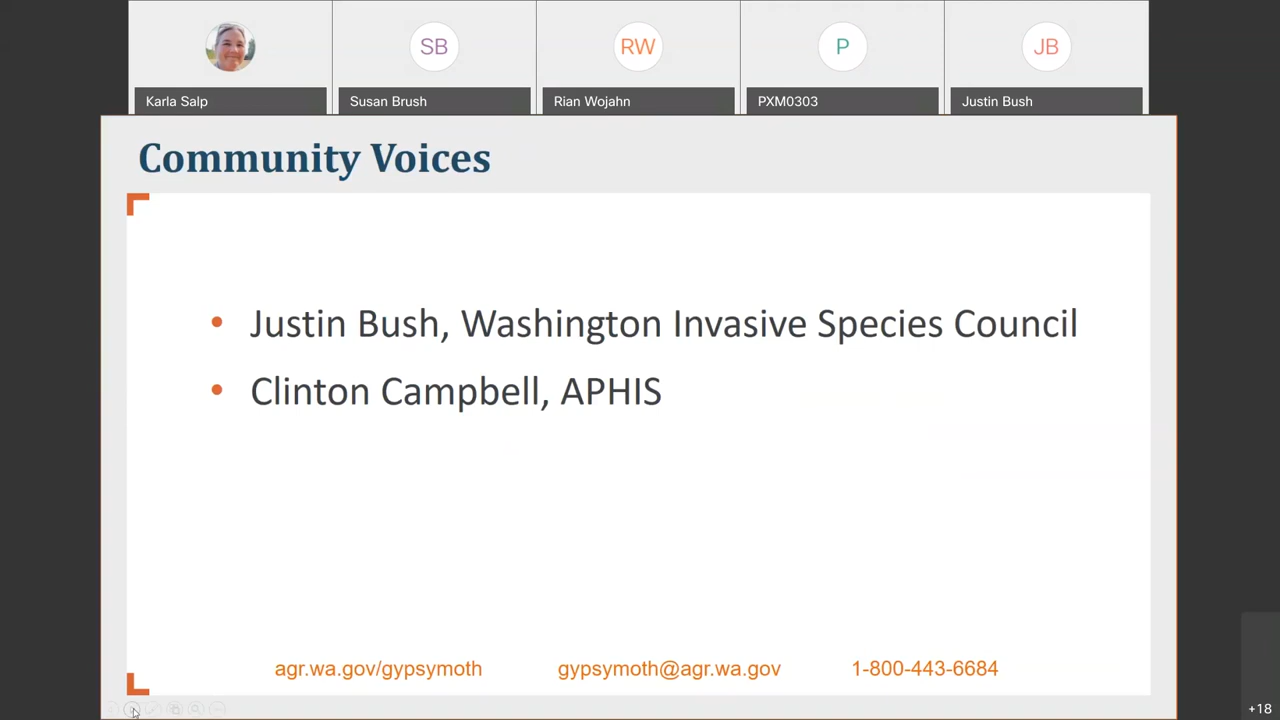 SB
RW
P
JB
Karla Salp
Susan Brush
Rian Wojahn
PXM0303
Justin Bush
Community Voices
• Justin Bush, Washington Invasive Species Council
• Clinton Campbell, APHIS
agr.wa.gov/gypsymoth
gypsymoth@agr.wa.gov
1-800-443-6684
+18